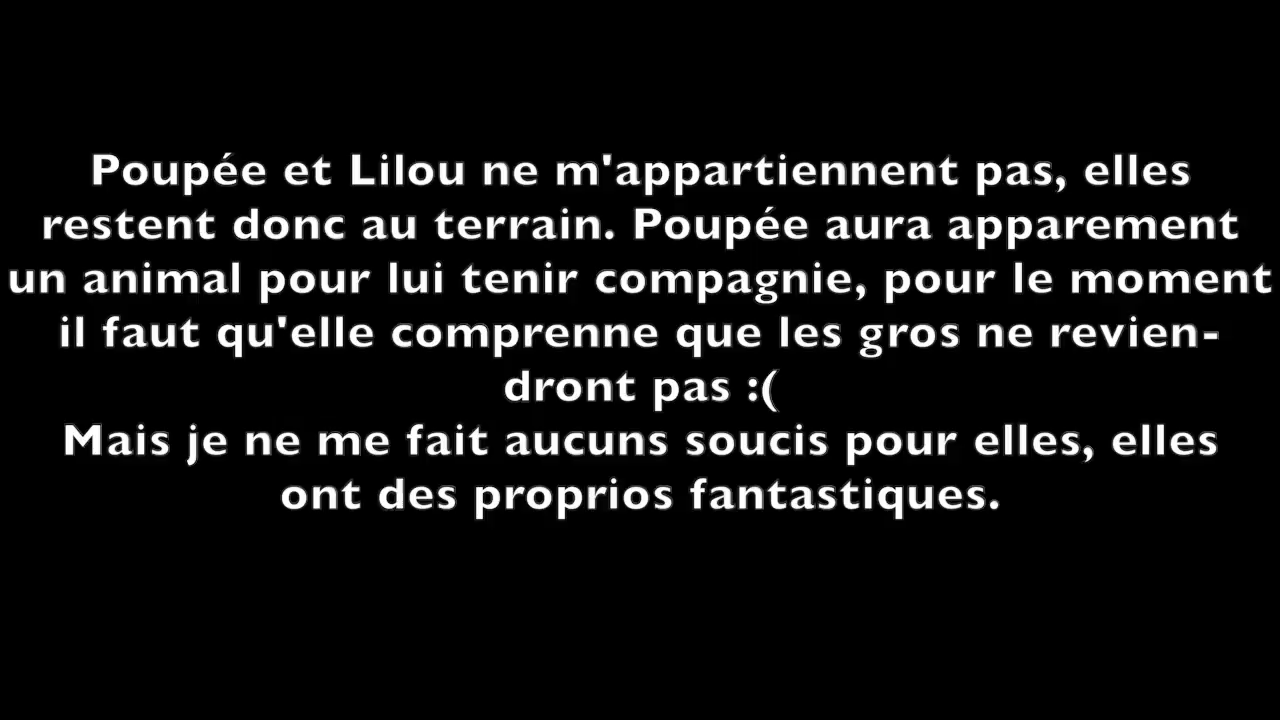 Poupée et Lilou ne m'appartiennent pas, elles
restent donc au terrain. Poupée aura apparement
un animal pour lui tenir compagnie, pour le moment
il faut qu'elle comprenne que les gros ne revien-
dront pas :(
Mais je ne me fait aucuns soucis pour elles, elles
ont des proprios fantastiques.